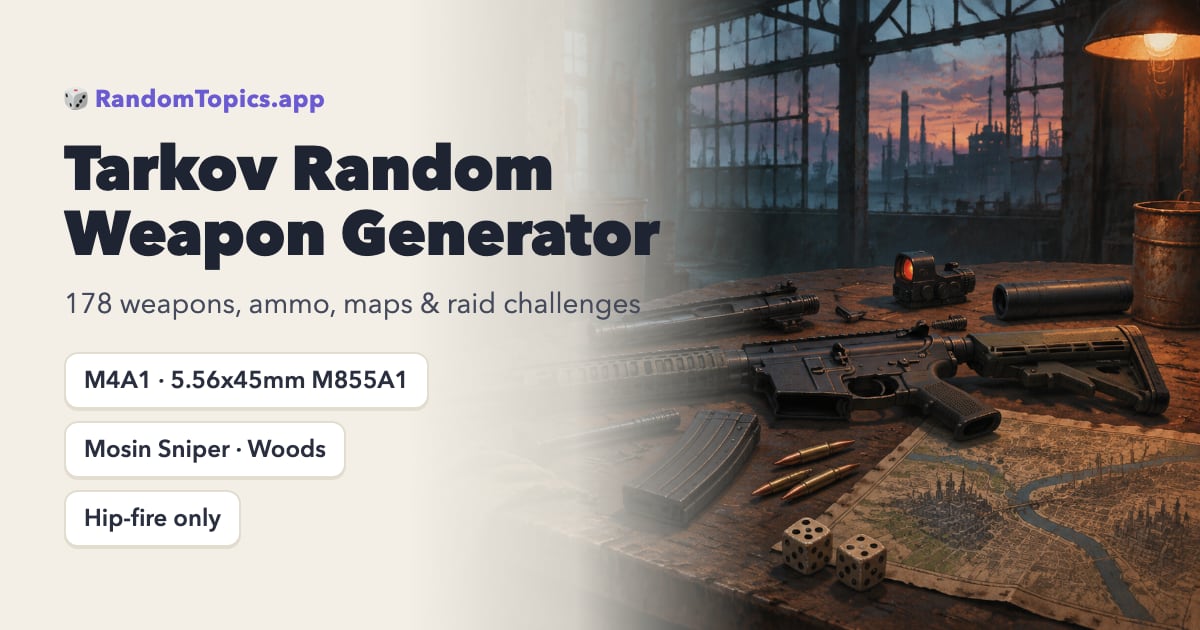 RandomTopics.app
Tarkov Random
Weapon Generator
178 weapons, ammo, maps & raid challenges
M4A1 · 5.56x45mm M855A1
Mosin Sniper · Woods
Hip-fire only